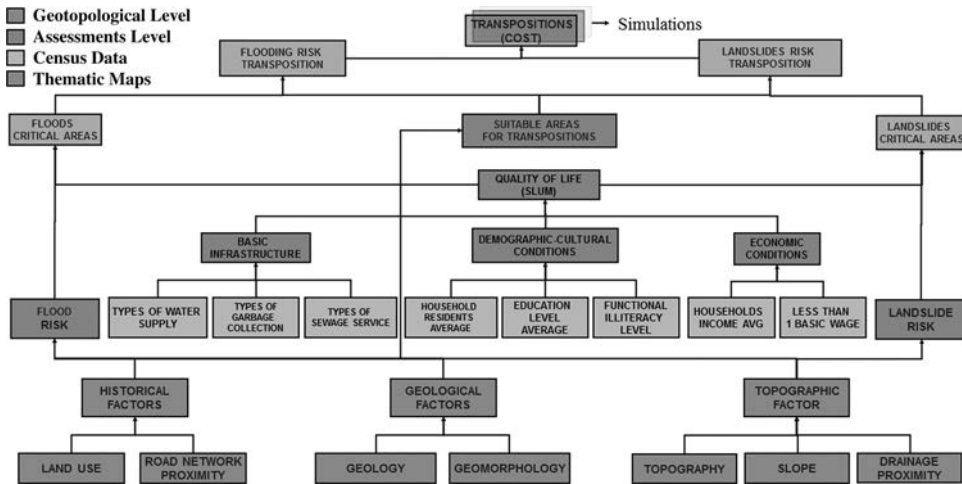 Geotopological Level
Assessments Level
Census Data
Thematic Maps
TRANSPOSITIONS
(COST)
Simulations
FLOODING RISK
TRANSPOSITION
LANDSLIDES RISK
TRANSPOSITION
FLOODS
CRITICAL AREAS
SUITABLE AREAS
FOR TRANSPOSITIONS
LANDSLIDES
CRITICAL AREAS
QUALITY OF LIFE
(SLUM)
BASIC
INFRASTRUCTURE
DEMOGRAPHIC-CULTURAL
CONDITIONS
ECONOMIC
CONDITIONS
FLOOD
RISK
TYPES OF WATER
SUPPLY
TYPES OF
GARBAGE
COLLECTION
TYPES OF
SEWAGE SERVICE
HOUSEHOLD
RESIDENTS
AVERAGE
EDUCATION
LEVEL
AVERAGE
FUNCTIONAL
ILLITERACY
LEVEL
HOUSEHOLDS
INCOME AVG
LESS THAN
1 BASIC WAGE
LANDSLIDE
RISK
HISTORICAL
FACTORS
GEOLOGICAL
FACTORS
TOPOGRAPHIC
FACTOR
LAND USE
ROAD NETWORK
PROXIMITY
GEOLOGY
GEOMORPHOLOGY
TOPOGRAPHY
SLOPE
DRAINAGE
PROXIMITY